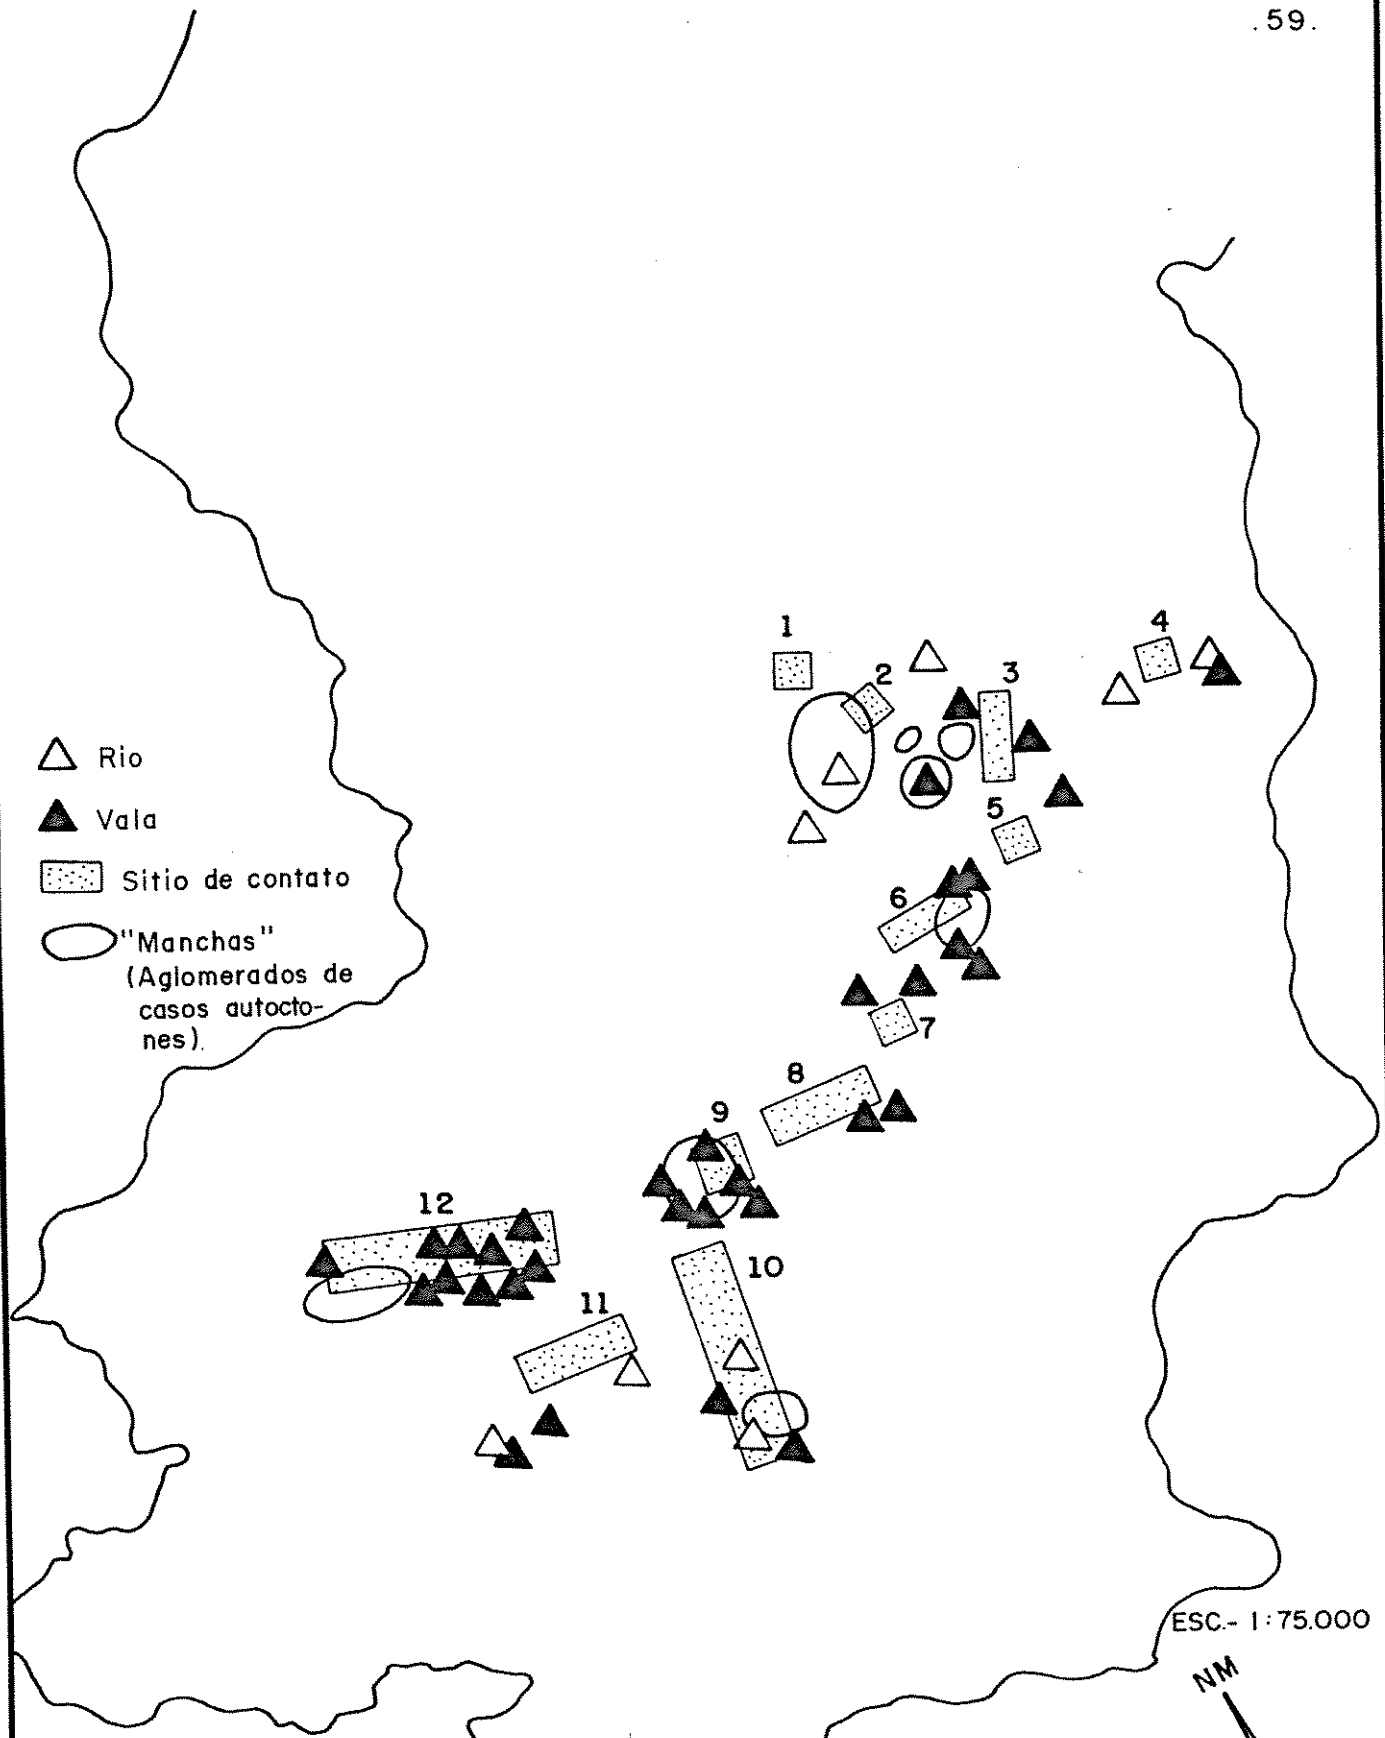 .59.
1
2
3
4
5
6
7
8
9
10
11
12
Rio
Vala
Sitio de contato
"Manchas"
(Aglomerados de
casos autocto-
nes).
ESC.- 1:75.000
NM